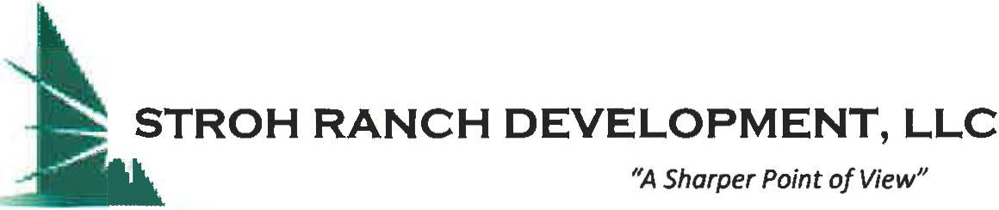 STROH RANCH DEVELOPMENT, LLC
"A Sharper Point of View"